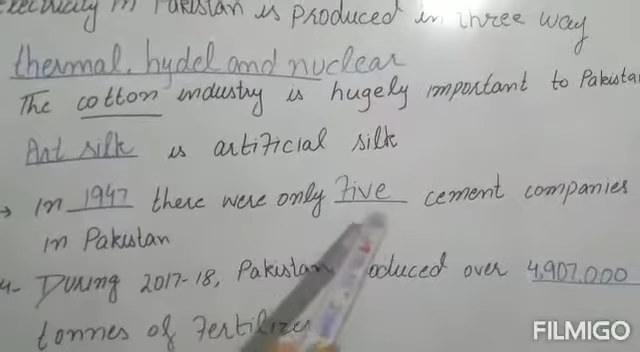 Electricity in Pakistan is produced in three way
thermal, hydel and nuclear
The cotton industry is hugely important to Pakistan
Art silk is artificial silk
→ In 1947 there were only Five cement companies
in Pakistan
4- During 2017-18, Pakistan oduced over 4,907,000
tonnes of Fertilizer
FILMIGO